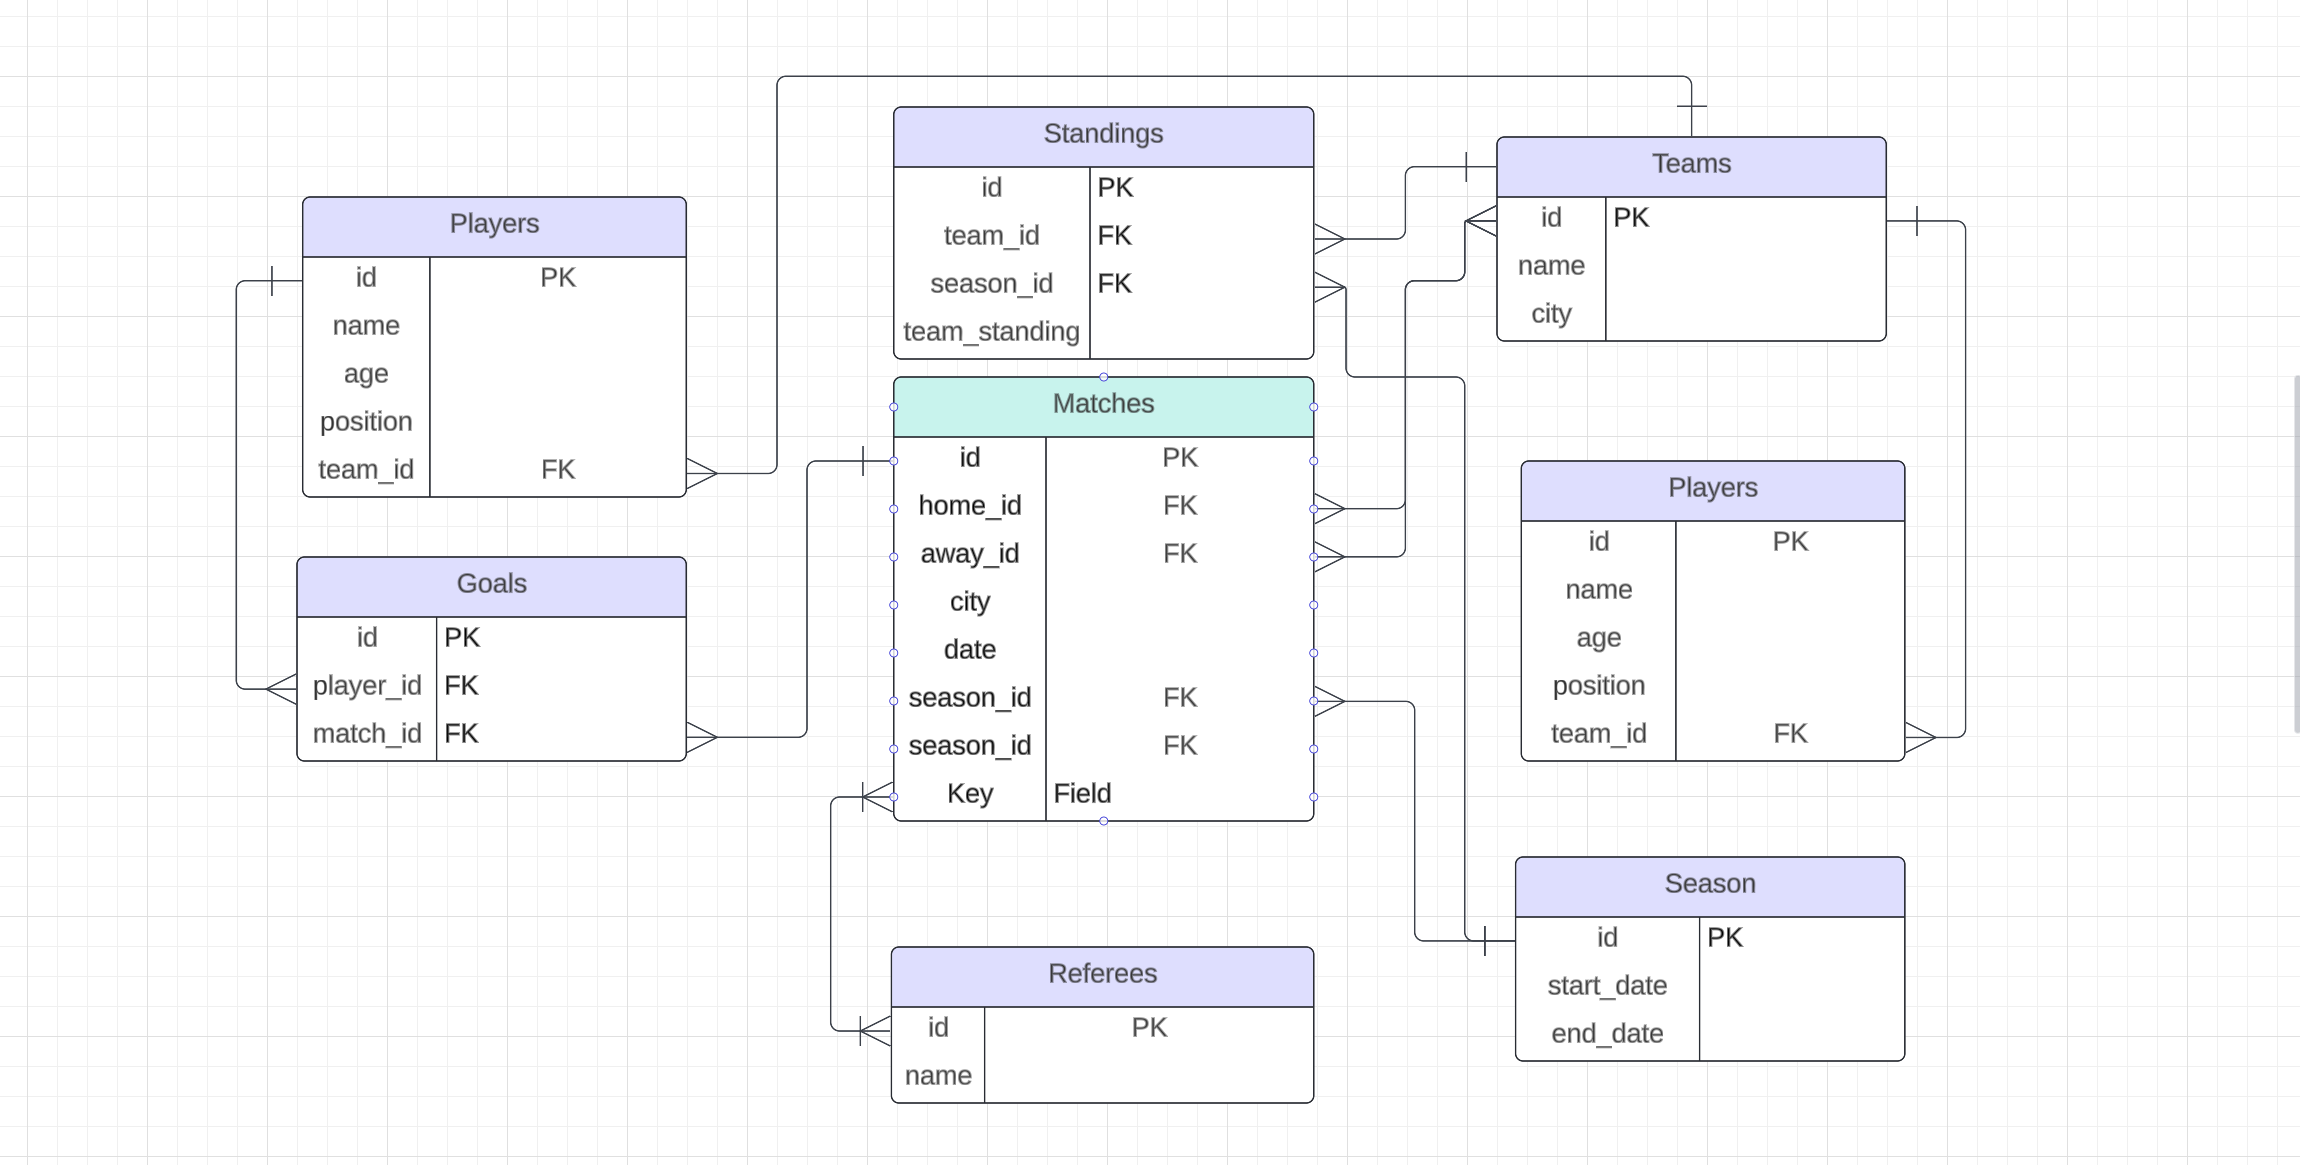 Players
id PK
name
age
position
team_id FK
Goals
id PK
player_id FK
match_id FK
Standings
id PK
team_id FK
season_id FK
team_standing
Matches
id PK
home_id FK
away_id FK
city
date
season_id FK
season_id FK
Key Field
Referees
id PK
name
Teams
id PK
name
city
Players
id PK
name
age
position
team_id FK
Season
id PK
start_date
end_date